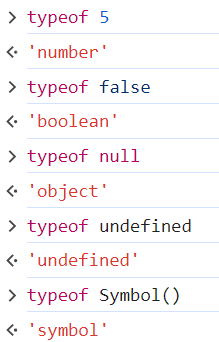 > typeof 5
<· 'number'
> typeof false
<· 'boolean'
> typeof null
<· 'object'
> typeof undefined
<· 'undefined'
> typeof Symbol()
<· 'symbol'